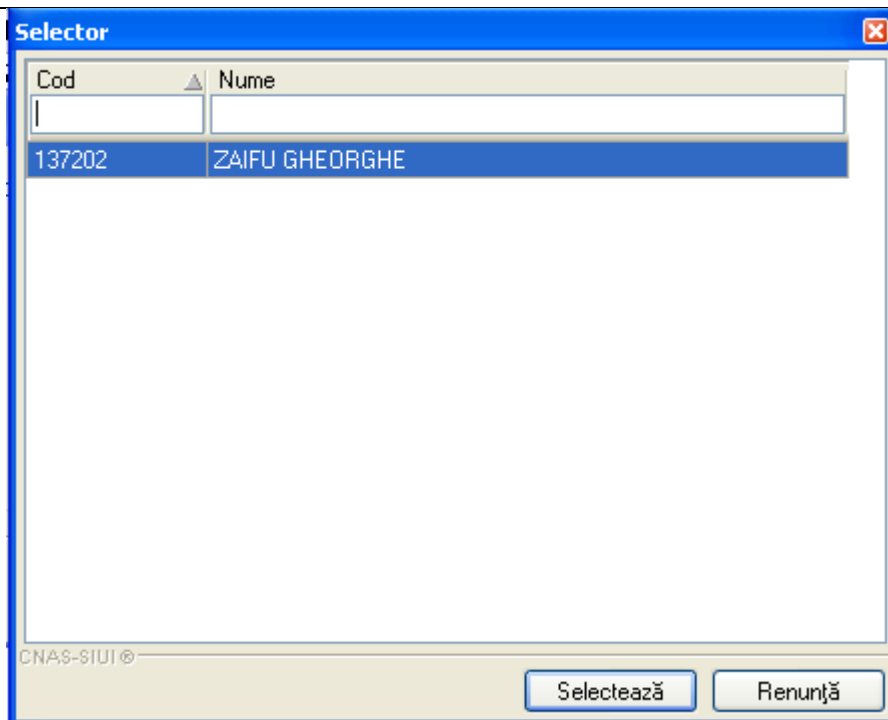 Selector
Cod Nume
137202 ZAIFU GHEORGHE
CNAS-SIUI®
Selectează Renunţă